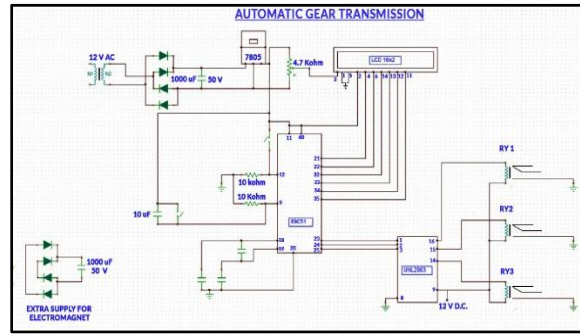 AUTOMATIC GEAR TRANSMISSION
12 V AC
N1
N2
1000 uF
50 V
7805
4.7 Kohm
LCD 16x2
3 1 5 2 4 6 14 13 12 11
11 40
10 kohm
12
10 Kohm
9
10 uF
89C51
21
22
32
33
34
35
18
19
20
23
24
25
1
2
3
16
15
14
9
8
UNL2003
12 V D.C.
RY 1
RY2
RY3
1000 uF
50 V
EXTRA SUPPLY FOR
ELECTROMAGNET